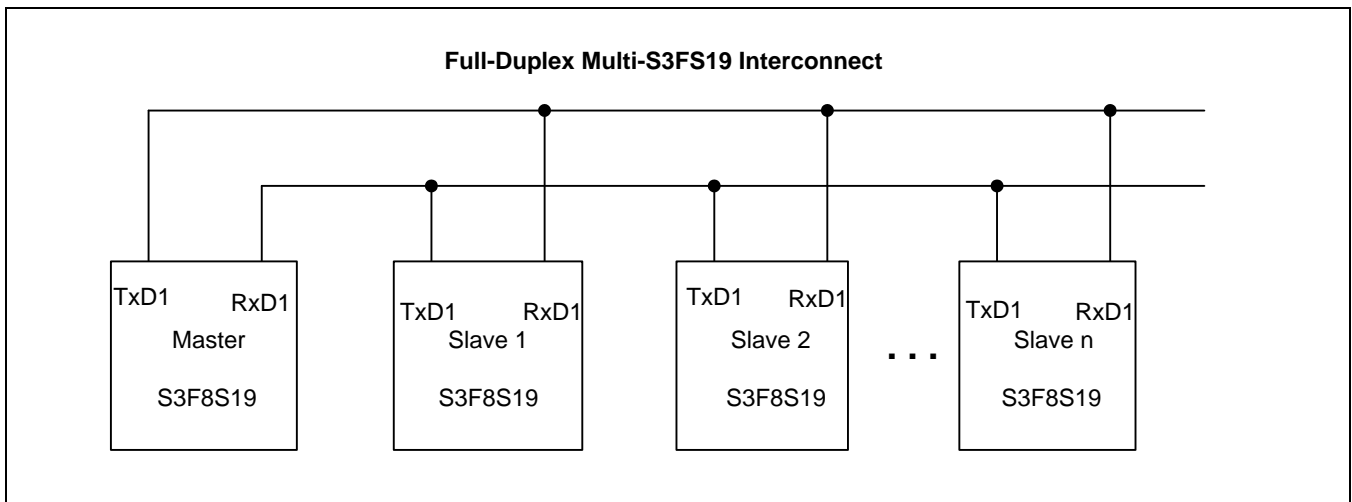 Full-Duplex Multi-S3FS19 Interconnect
TxD1 RxD1
Master
S3F8S19
TxD1 RxD1
Slave 1
S3F8S19
TxD1 RxD1
Slave 2
S3F8S19
. . .
TxD1 RxD1
Slave n
S3F8S19